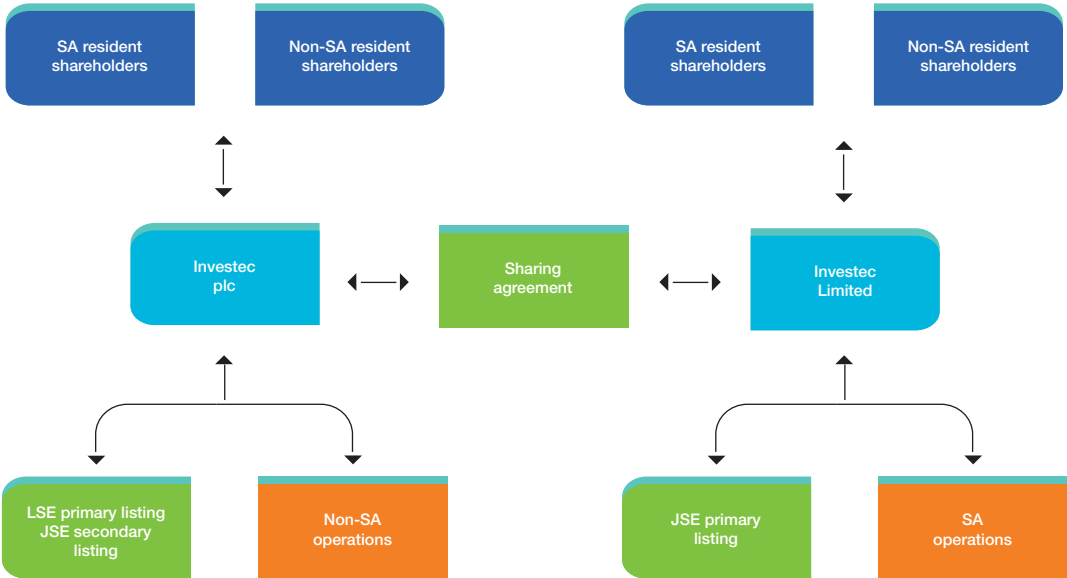 SA resident
shareholders
Non-SA resident
shareholders
SA resident
shareholders
Non-SA resident
shareholders
Investec
plc
Sharing
agreement
Investec
Limited
LSE primary listing
JSE secondary
listing
Non-SA
operations
JSE primary
listing
SA
operations